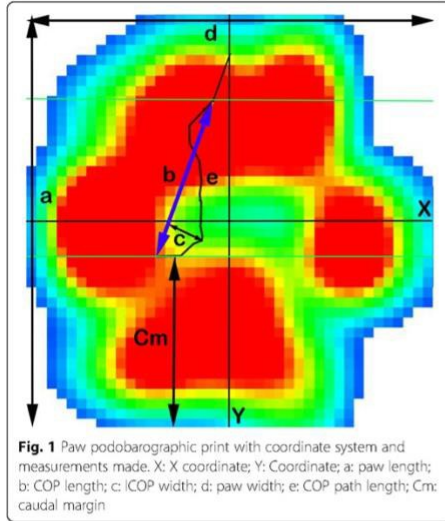 d
b
e
a
X
c
Cm
Y
Fig. 1 Paw podobarographic print with coordinate system and
measurements made. X: X coordinate; Y: Coordinate; a: paw length;
b: COP length; c: ICOP width; d: paw width; e: COP path length; Cm:
caudal margin